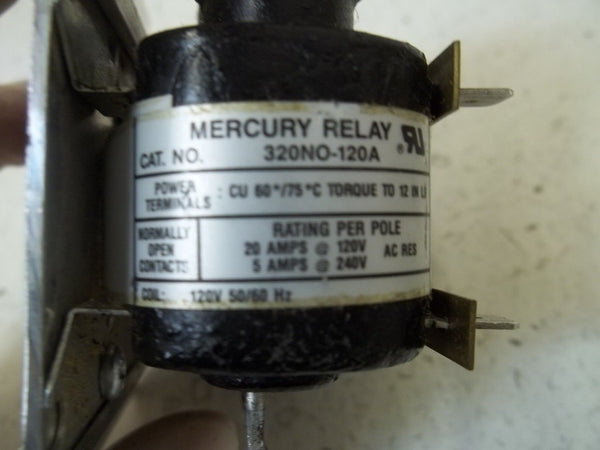 MERCURY RELAY ®
CAT. NO. 320NO-120A
POWER TERMINALS : CU 60°/75°C TORQUE TO 12 IN
NORMALLY OPEN CONTACTS
RATING PER POLE
20 AMPS @ 120V
5 AMPS @ 240V
AC RES
COIL: 120V 50/60 Hz